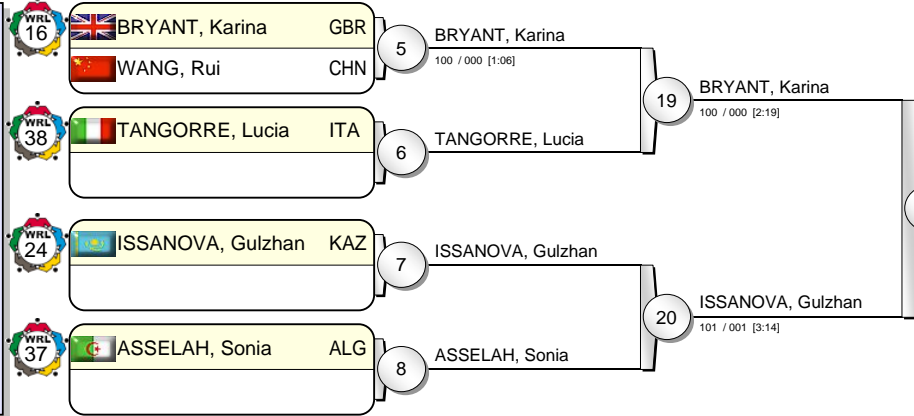 WRL
16
BRYANT, Karina GBR
WANG, Rui CHN
5
BRYANT, Karina
100 / 000 [1:06]
WRL
38
TANGORRE, Lucia ITA
6
TANGORRE, Lucia
19
BRYANT, Karina
100 / 000 [2:19]
WRL
24
ISSANOVA, Gulzhan KAZ
7
ISSANOVA, Gulzhan
WRL
37
ASSELAH, Sonia ALG
8
ASSELAH, Sonia
20
ISSANOVA, Gulzhan
101 / 001 [3:14]